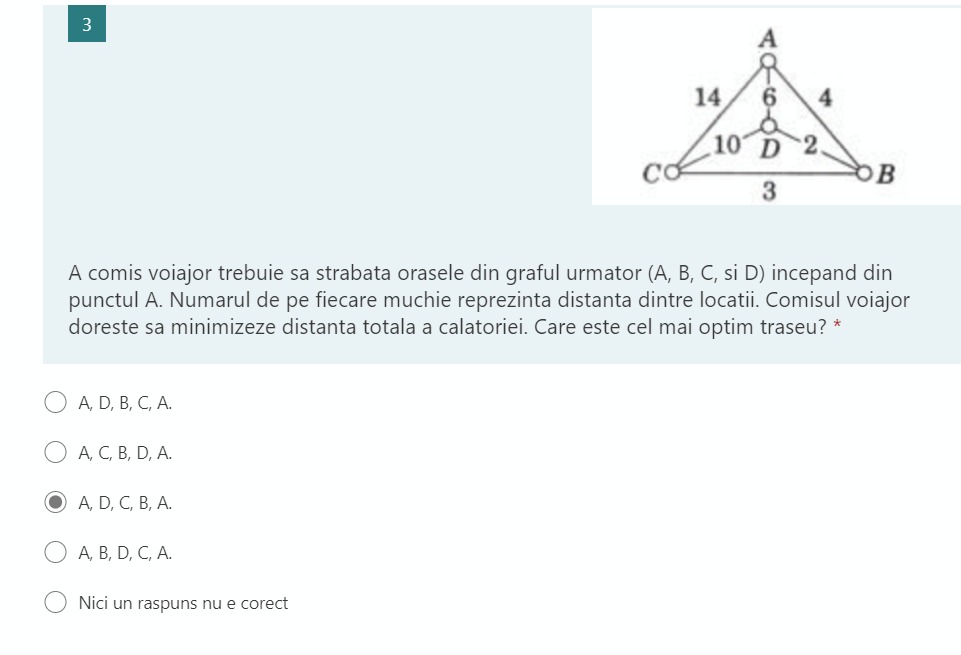 3
A
14
6
4
10
D
2
C
B
3
A comis voiajor trebuie sa strabata orasele din graful urmator (A, B, C, si D) incepand din
punctul A. Numarul de pe fiecare muchie reprezinta distanta dintre locatii. Comisul voiajor
doreste sa minimizeze distanta totala a calatoriei. Care este cel mai optim traseu? *
A, D, B, C, A.
A, C, B, D, A.
A, D, C, B, A.
A, B, D, C, A.
Nici un raspuns nu e corect